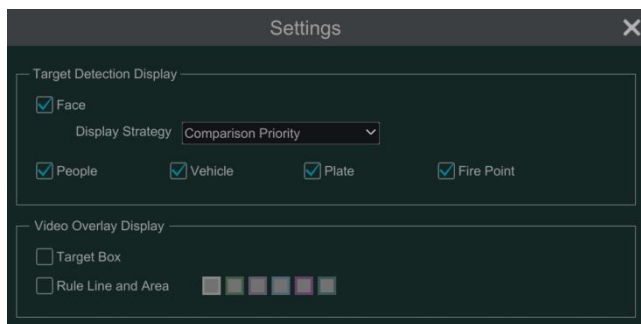 Settings
Target Detection Display
Face
Display Strategy Comparison Priority
People Vehicle Plate Fire Point
Video Overlay Display
Target Box
Rule Line and Area